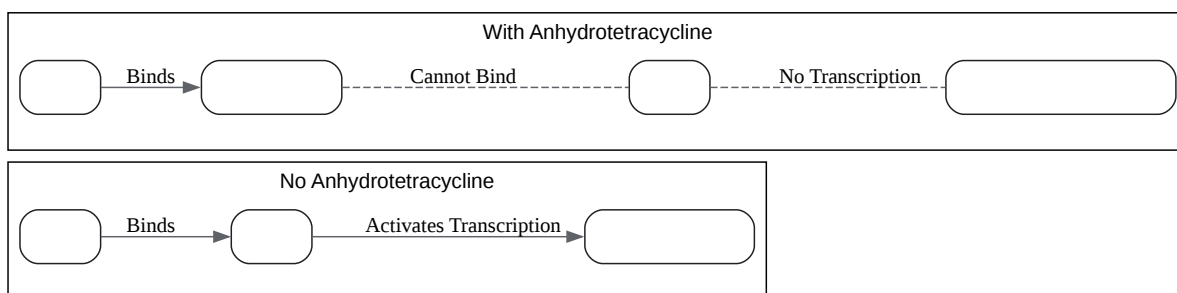 With Anhydrotetracycline
Binds
Cannot Bind
No Transcription
No Anhydrotetracycline
Binds
Activates Transcription